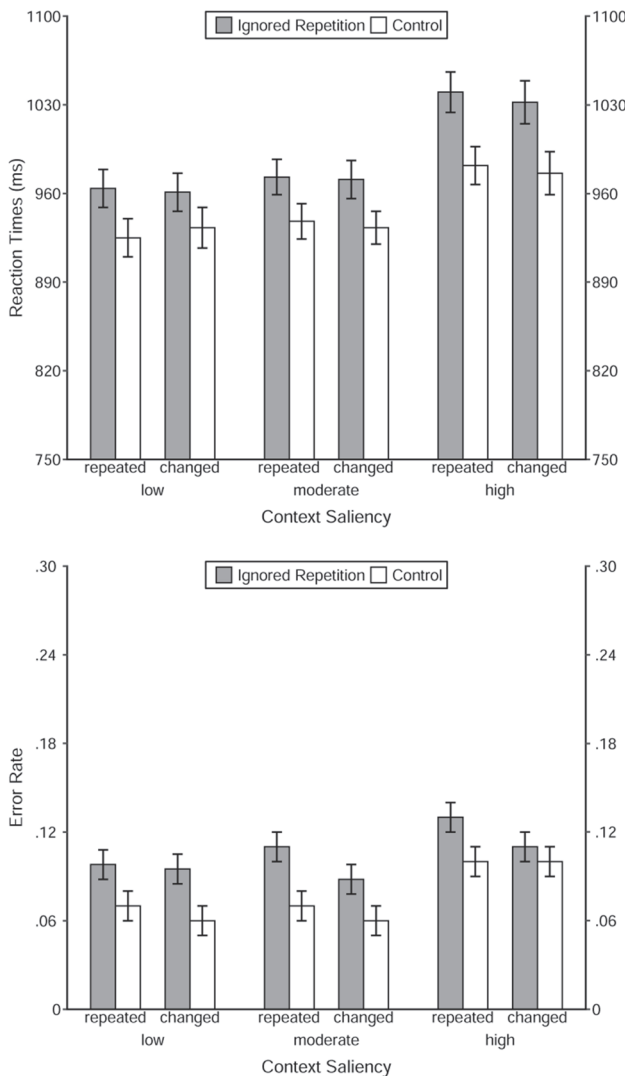 Ignored Repetition Control
1100 1100
1030 1030
960 960
890 890
820 820
750 750
Reaction Times (ms)
repeated changed repeated changed repeated changed
low moderate high
Context Saliency
Ignored Repetition Control
.30 .30
.24 .24
.18 .18
.12 .12
.06 .06
0 0
Error Rate
repeated changed repeated changed repeated changed
low moderate high
Context Saliency